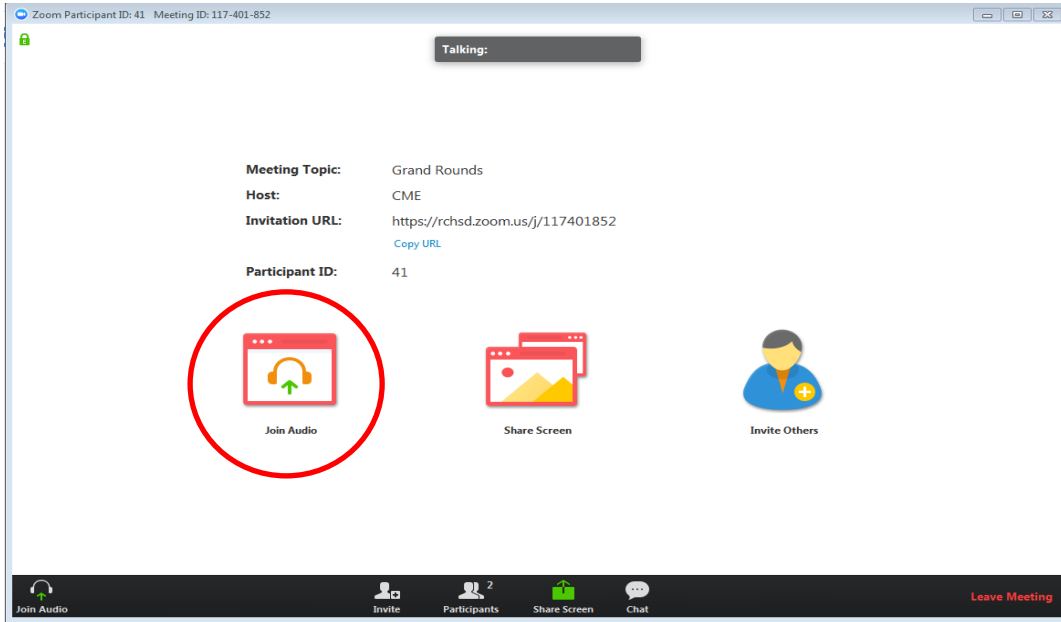 Zoom Participant ID: 41 Meeting ID: 117-401-852
E
Talking:
Meeting Topic: Grand Rounds
Host: CME
Invitation URL: https://rchsd.zoom.us/j/117401852
Copy URL
Participant ID: 41
Join Audio Share Screen Invite Others
2
Join Audio Invite Participants Share Screen Chat Leave Meeting